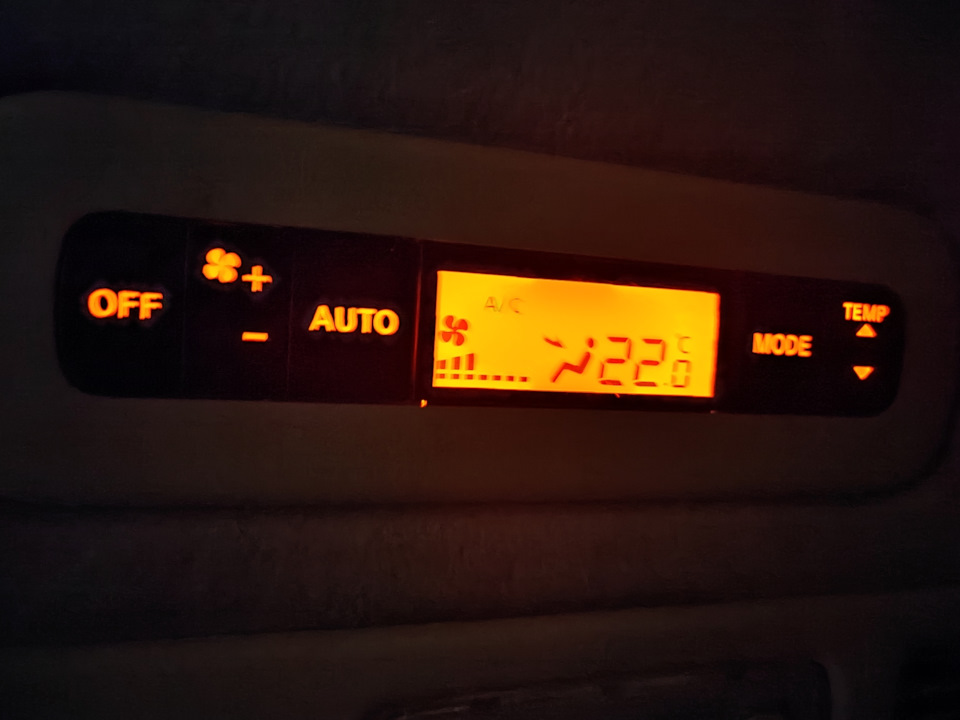 OFF
+
-
AUTO
A/C
22.0 °C
MODE
TEMP